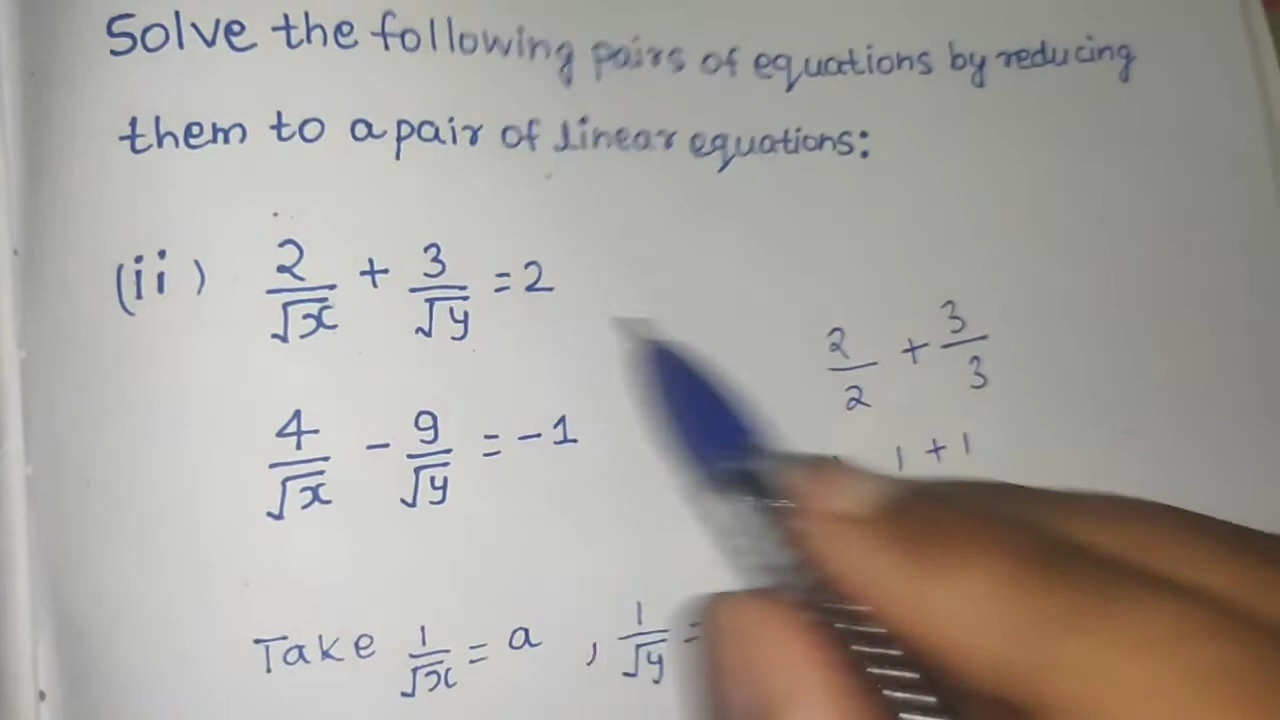 Solve the following pairs of equations by reducing
them to a pair of linear equations:
(ii) 2/√x + 3/√y = 2
4/√x - 9/√y = -1
2/2 + 3/3
1 + 1
Take 1/√x = a , 1/√y =